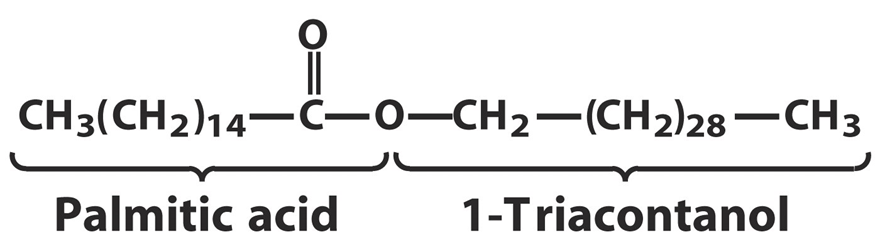 O
CH₃(CH₂)₁₄—C—O—CH₂—(CH₂)₂₈—CH₃
Palmitic acid 1-Triacontanol